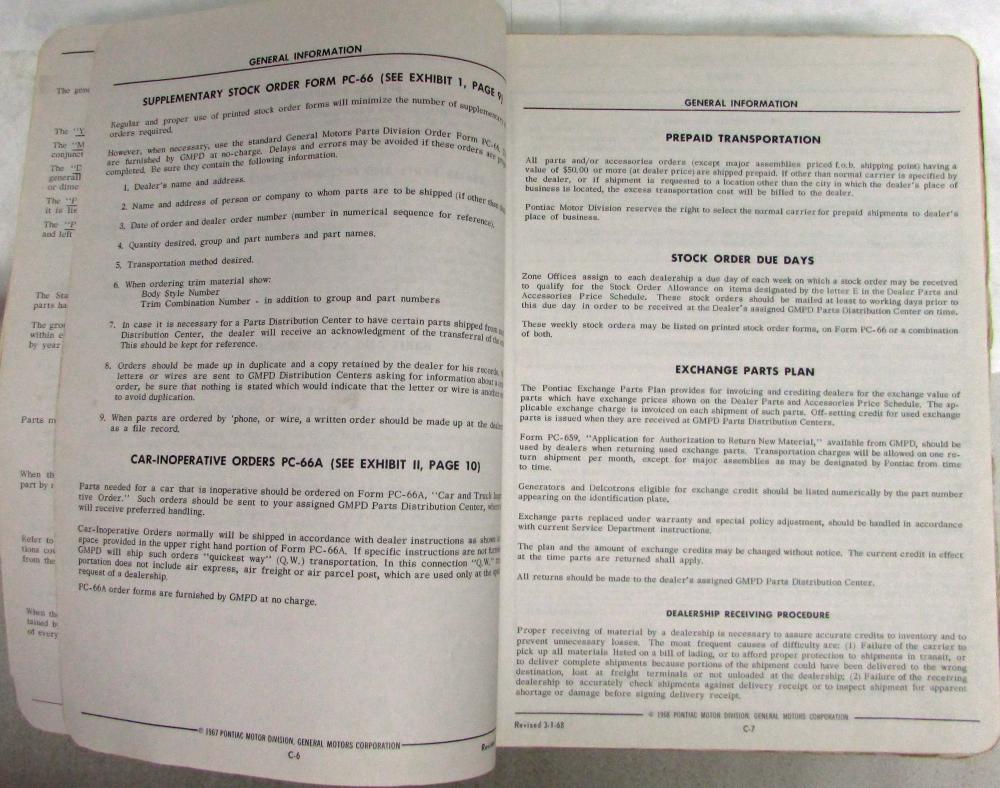 The gene
The "Y
The "M
conjunct
The "D
generall
or dime
The "P
it is lis
The "P
and left
The Sta
parts ha
The grou
within e
by year
Parts m
When th
part by r
Refer to
tions cov
from the
When th
tained b
of every
GENERAL INFORMATION
SUPPLEMENTARY STOCK ORDER FORM PC-66 (SEE EXHIBIT 1, PAGE 9)
Regular and proper use of printed stock order forms will minimize the number of supplementary
orders required.
However, when necessary, use the standard General Motors Parts Division Order Form PC-66,
are furnished by GMPD at no-charge. Delays and errors may be avoided if these orders are
completed. Be sure they contain the following information.
1. Dealer's name and address.
2. Name and address of person or company to whom parts are to be shipped (if other than
3. Date of order and dealer order number (number in numerical sequence for reference).
4. Quantity desired, group and part numbers and part names.
5. Transportation method desired.
6. When ordering trim material show:
Body Style Number
Trim Combination Number - in addition to group and part numbers
7. In case it is necessary for a Parts Distribution Center to have certain parts shipped from
Distribution Center, the dealer will receive an acknowledgment of the transferral of the
This should be kept for reference.
8. Orders should be made up in duplicate and a copy retained by the dealer for his records.
letters or wires are sent to GMPD Distribution Centers asking for information about a
order, be sure that nothing is stated which would indicate that the letter or wire is another
to avoid duplication.
9. When parts are ordered by 'phone, or wire, a written order should be made up at the
as a file record.
CAR-INOPERATIVE ORDERS PC-66A (SEE EXHIBIT II, PAGE 10)
Parts needed for a car that is inoperative should be ordered on Form PC-66A, "Car and Truck
tive Order." Such orders should be sent to your assigned GMPD Parts Distribution Center,
will receive preferred handling.
Car-Inoperative Orders normally will be shipped in accordance with dealer instructions as shown
space provided in the upper right hand portion of Form PC-66A. If specific instructions are not
GMPD will ship such orders "quickest way" (Q.W.) transportation. In this connection "Q.W."
portation does not include air express, air freight or air parcel post, which are used only at the
request of a dealership.
PC-66A order forms are furnished by GMPD at no charge.
© 1967 PONTIAC MOTOR DIVISION, GENERAL MOTORS CORPORATION
C-6
GENERAL INFORMATION
PREPAID TRANSPORTATION
All parts and/or accessories orders (except major assemblies priced f.o.b. shipping point) having a
value of $50.00 or more (at dealer price) are shipped prepaid. If other than normal carrier is specified by
the dealer, or if shipment is requested to a location other than the city in which the dealer's place of
business is located, the excess transportation cost will be billed to the dealer.
Pontiac Motor Division reserves the right to select the normal carrier for prepaid shipments to dealer's
place of business.
STOCK ORDER DUE DAYS
Zone Offices assign to each dealership a due day of each week on which a stock order may be received
to qualify for the Stock Order Allowance on items designated by the letter E in the Dealer Parts and
Accessories Price Schedule. These stock orders should be mailed at least to working days prior to
this due day in order to be received at the Dealer's assigned GMPD Parts Distribution Center on time.
These weekly stock orders may be listed on printed stock order forms, on Form PC-66 or a combination
of both.
EXCHANGE PARTS PLAN
The Pontiac Exchange Parts Plan provides for invoicing and crediting dealers for the exchange value of
parts which have exchange prices shown on the Dealer Parts and Accessories Price Schedule. The ap-
plicable exchange charge is invoiced on each shipment of such parts. Off-setting credit for used exchange
parts is issued when they are received at GMPD Parts Distribution Centers.
Form PC-659, "Application for Authorization to Return New Material," available from GMPD, should be
used by dealers when returning used exchange parts. Transportation charges will be allowed on one re-
turn shipment per month, except for major assemblies as may be designated by Pontiac from time
to time.
Generators and Delcotrons eligible for exchange credit should be listed numerically by the part number
appearing on the identification plate.
Exchange parts replaced under warranty and special policy adjustment, should be handled in accordance
with current Service Department instructions.
The plan and the amount of exchange credits may be changed without notice. The current credit in effect
at the time parts are returned shall apply.
All returns should be made to the dealer's assigned GMPD Parts Distribution Center.
DEALERSHIP RECEIVING PROCEDURE
Proper receiving of material by a dealership is necessary to assure accurate credits to inventory and to
prevent unnecessary losses. The most frequent causes of difficulty are: (1) Failure of the carrier to
pick up all materials listed on a bill of lading, or to afford proper protection to shipments in transit, or
to deliver complete shipments because portions of the shipment could have been delivered to the wrong
destination, lost at freight terminals or not unloaded at the dealership; (2) Failure of the receiving
dealership to accurately check shipments against delivery receipt or to inspect shipment for apparent
shortage or damage before signing delivery receipt.
© 1968 PONTIAC MOTOR DIVISION, GENERAL MOTORS CORPORATION
Revised 3-1-68
C-7